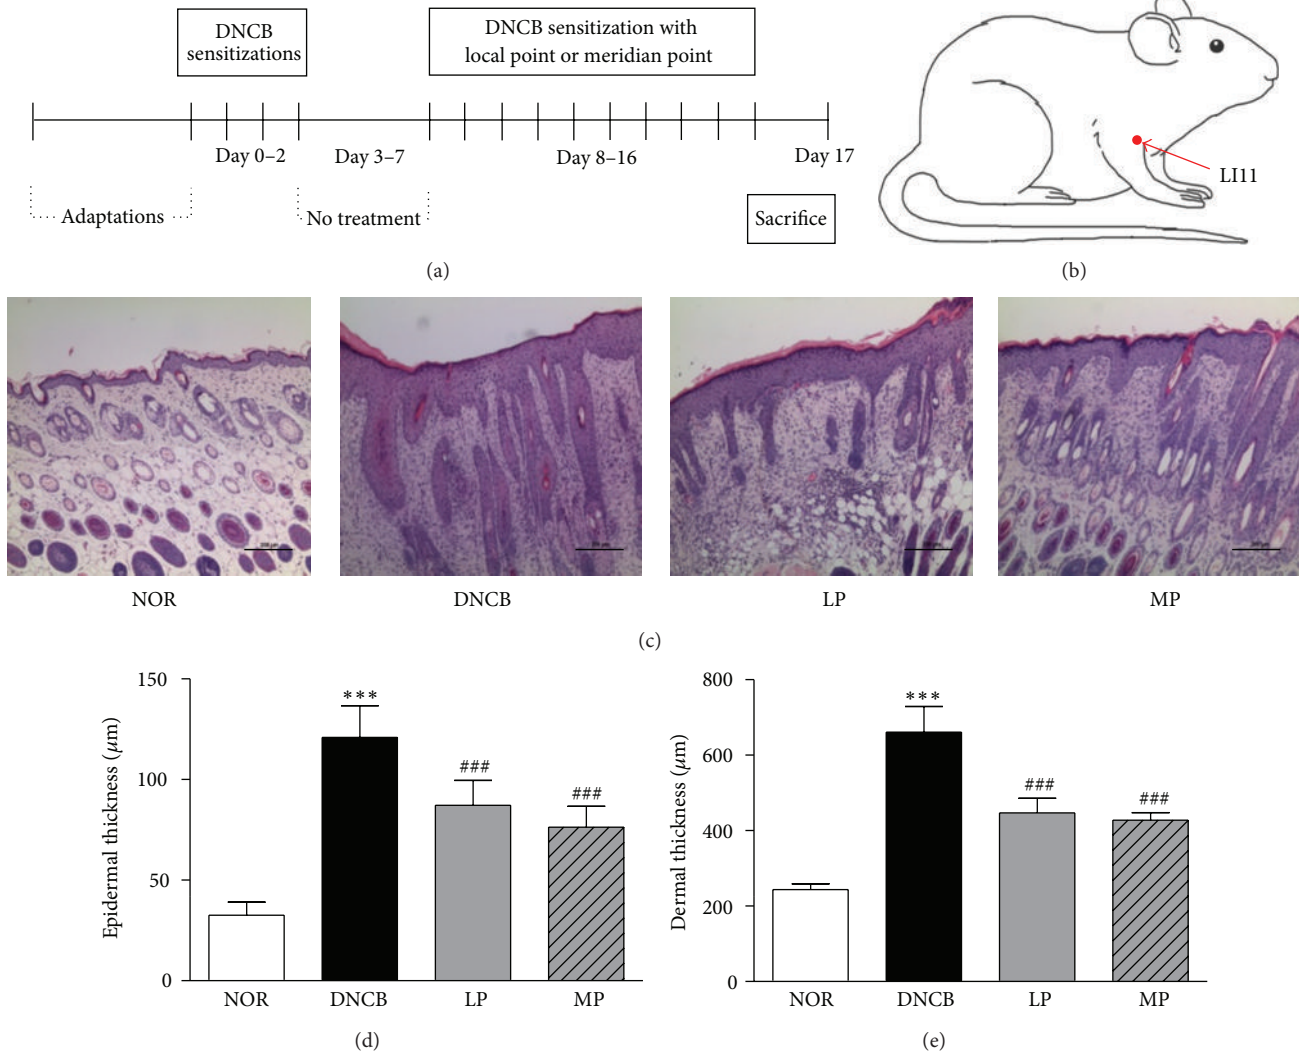 DNCB
sensitizations
DNCB sensitization with
local point or meridian point
Day 0–2
Day 3–7
Day 8–16
Day 17
Adaptations
No treatment
Sacrifice
(a)
LI11
(b)
NOR
DNCB
LP
MP
(c)
Epidermal thickness (μm)
150
100
50
0
***
###
###
NOR
DNCB
LP
MP
(d)
Dermal thickness (μm)
800
600
400
200
0
***
###
###
NOR
DNCB
LP
MP
(e)